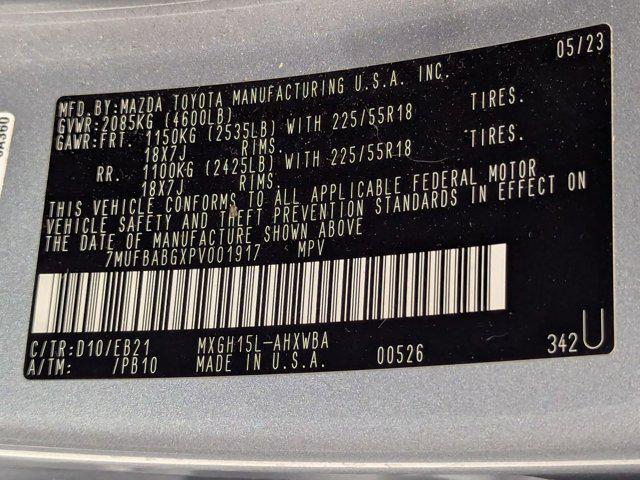 05/23
MFD.BY:MAZDA TOYOTA MANUFACTURING U.S.A. INC.
GVWR:2085KG (4600LB)
GAWR:FRT. 1150KG (2535LB) WITH 225/55R18 TIRES.
18X7J RIMS.
RR. 1100KG (2425LB) WITH 225/55R18 TIRES.
18X7J RIMS.
THIS VEHICLE CONFORMS TO ALL APPLICABLE FEDERAL MOTOR
VEHICLE SAFETY AND THEFT PREVENTION STANDARDS IN EFFECT ON
THE DATE OF MANUFACTURE SHOWN ABOVE
7MUFBABGXPV001917 MPV
C/TR:D10/EB21 MXGH15L-AHXWBA
A/TM: /PB10 MADE IN U.S.A. 00526 342U